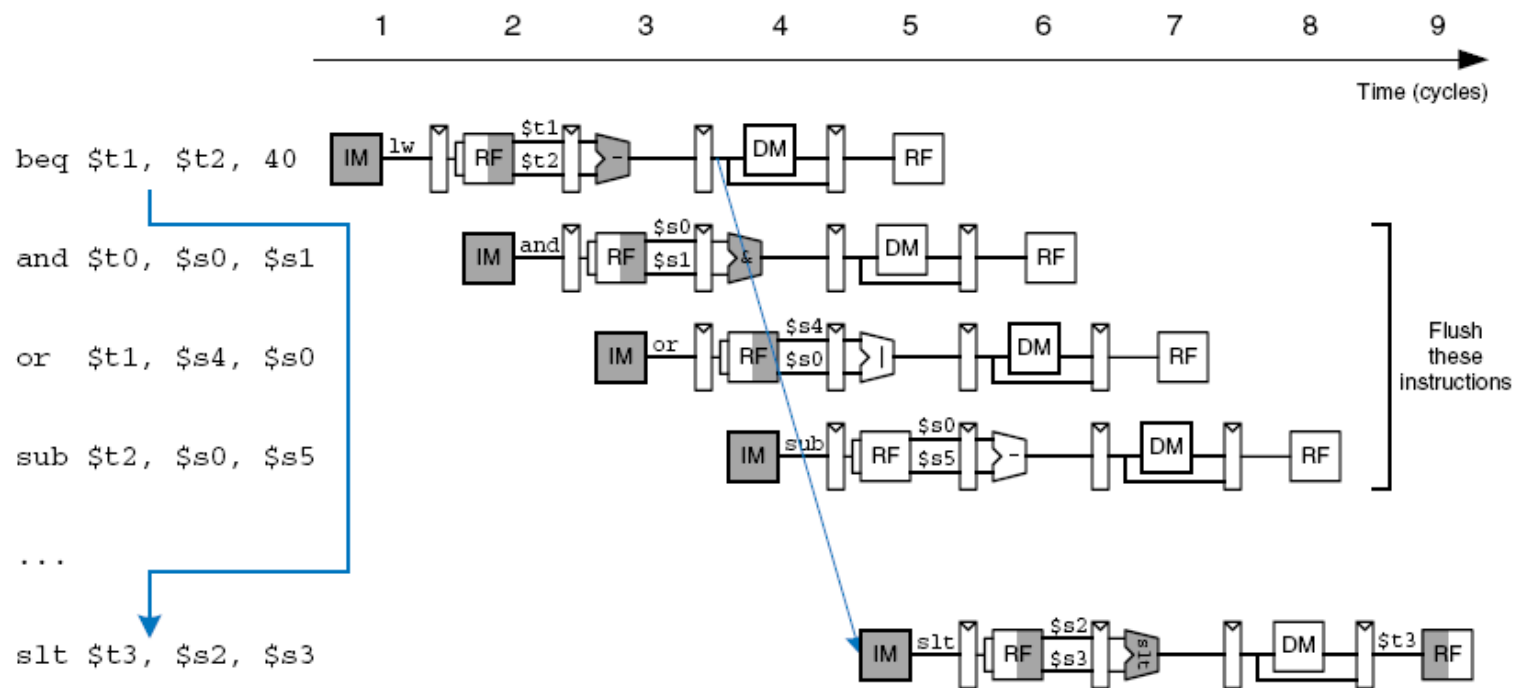 1 2 3 4 5 6 7 8 9
Time (cycles)
beq $t1, $t2, 40 IM lw RF $t1 $t2 − DM RF
and $t0, $s0, $s1 IM and RF $s0 $s1 & DM RF
or $t1, $s4, $s0 IM or RF $s4 $s0 | DM RF
Flush
these
instructions
sub $t2, $s0, $s5 IM sub RF $s0 $s5 − DM RF
...
slt $t3, $s2, $s3 IM slt RF $s2 $s3 slt DM $t3 RF